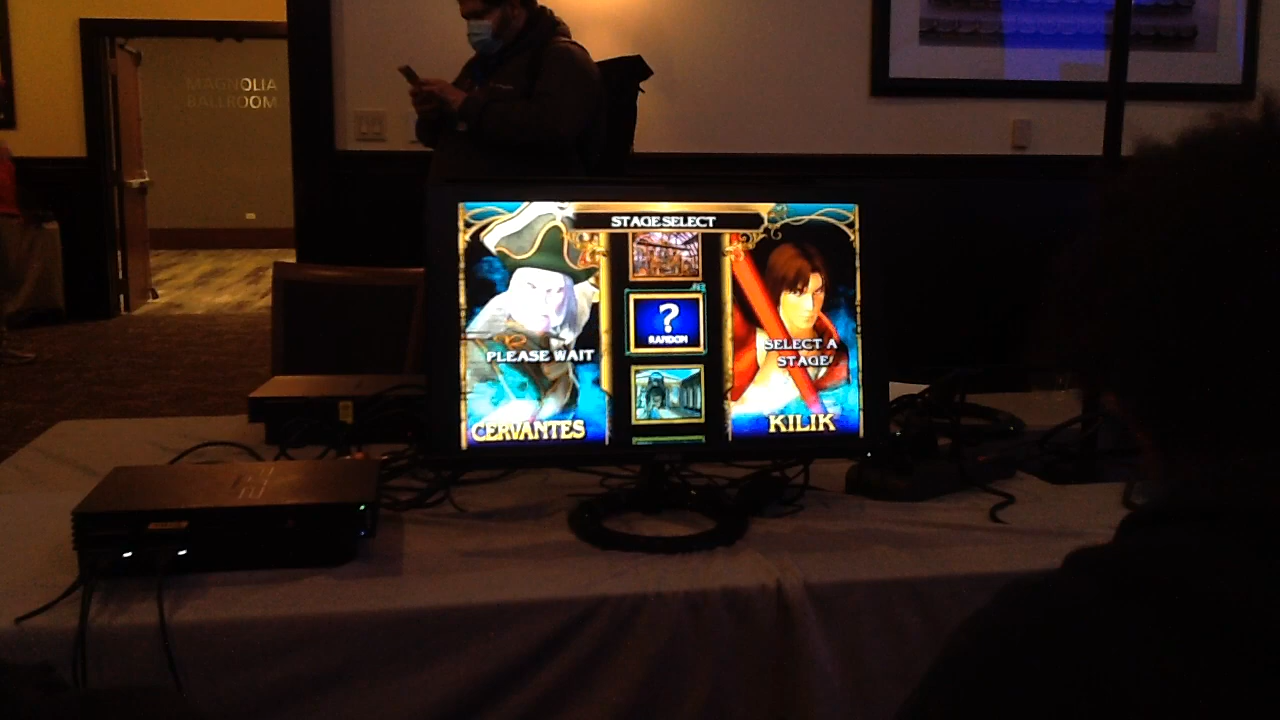 MAGNOLIA
BALLROOM
STAGE SELECT
?
RANDOM
PLEASE WAIT
SELECT A
STAGE
CERVANTES
KILIK